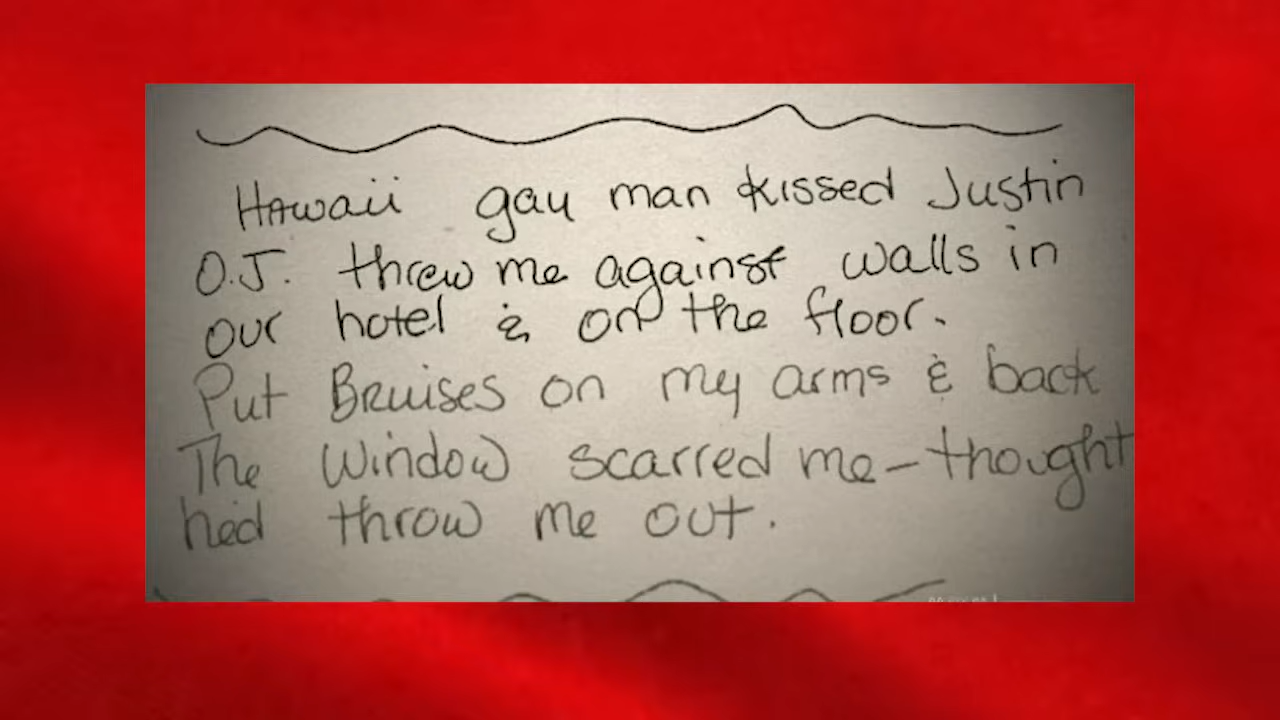 Hawaii gay man kissed Justin
O.J. threw me against walls in
our hotel & on the floor.
Put Bruises on my arms & back
The Window scarred me-thought
he'd throw me out.